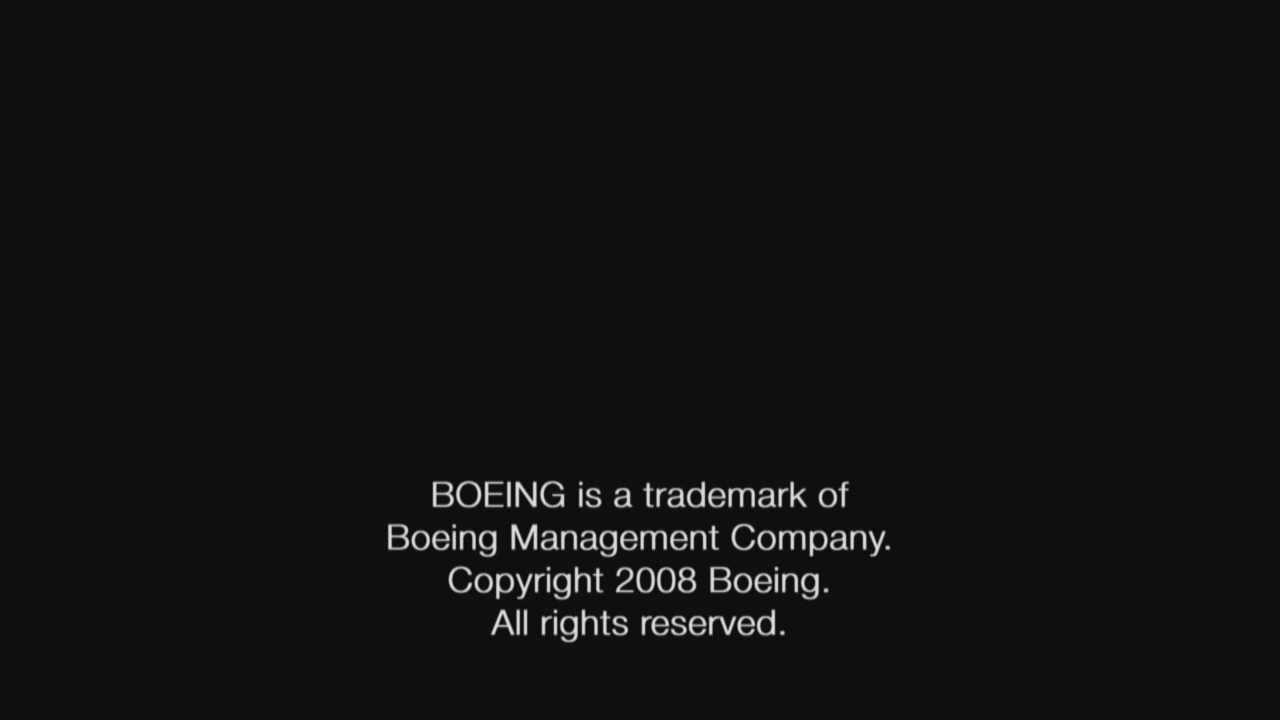 BOEING is a trademark of
Boeing Management Company.
Copyright 2008 Boeing.
All rights reserved.